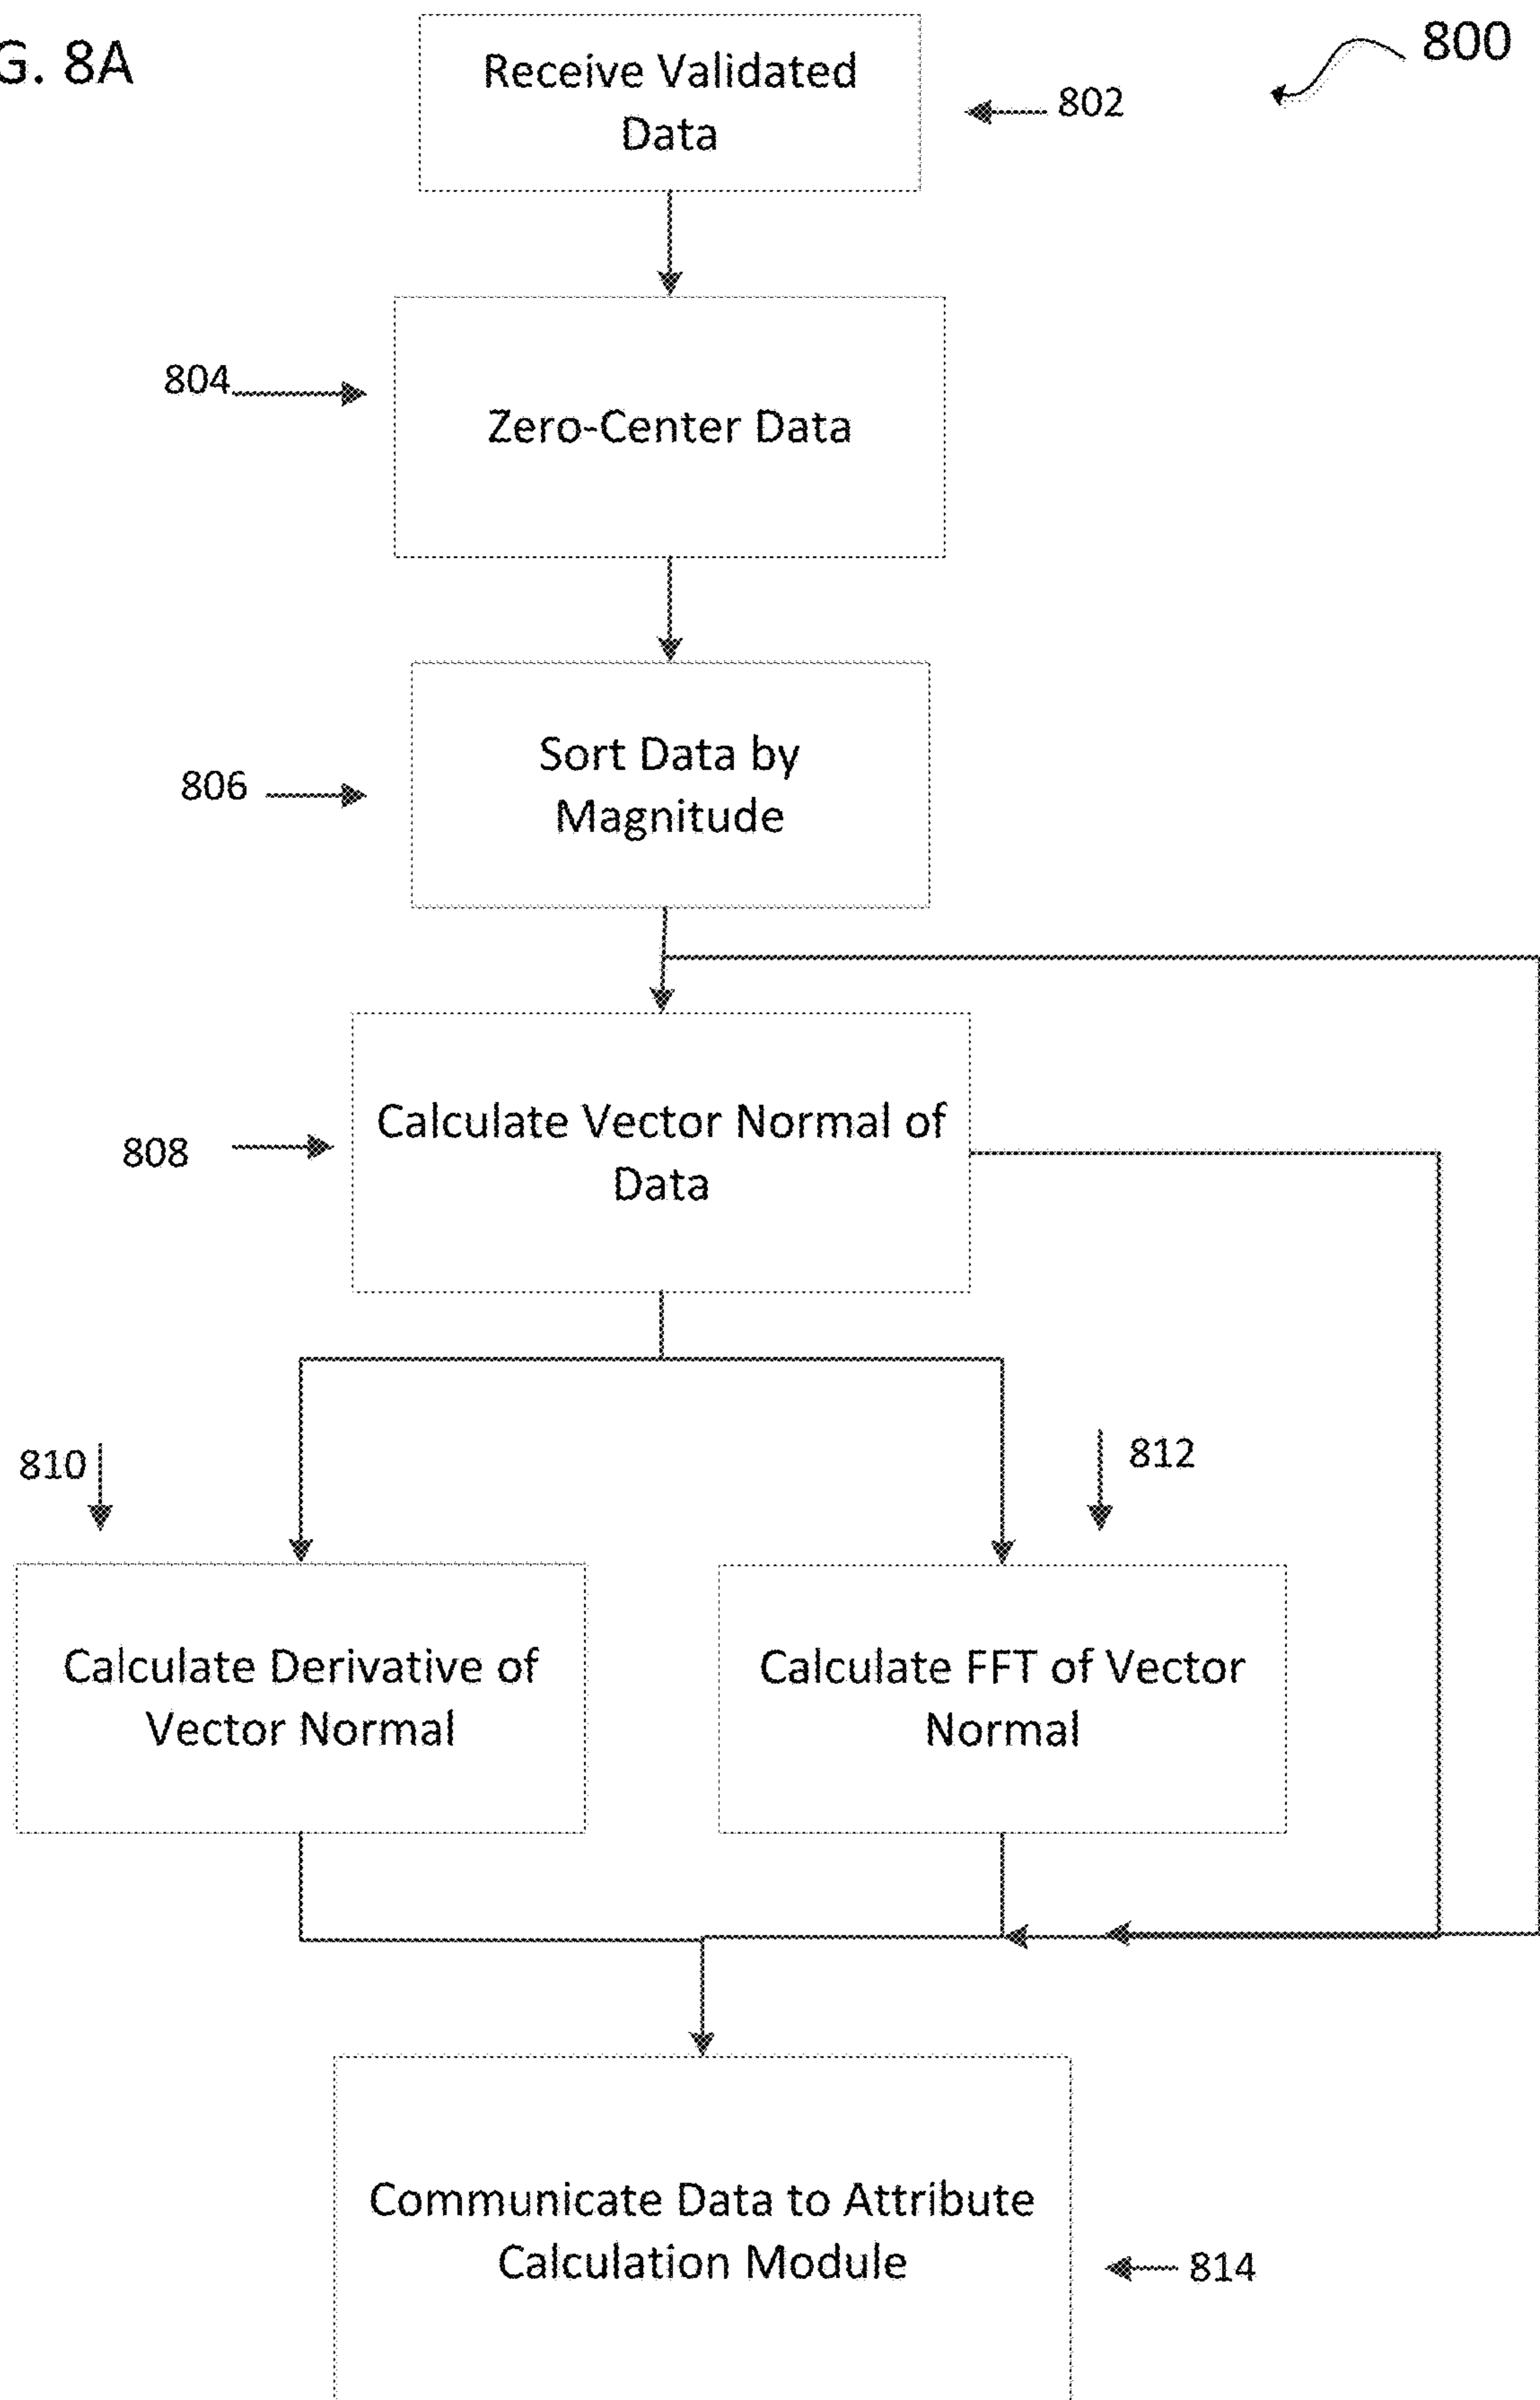 G. 8A
800
Receive Validated
Data
802
804
Zero-Center Data
Sort Data by
Magnitude
806
Calculate Vector Normal of
Data
808
810
812
Calculate Derivative of
Vector Normal
Calculate FFT of Vector
Normal
Communicate Data to Attribute
Calculation Module
814